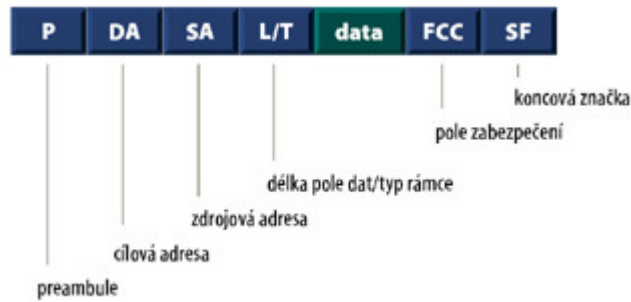 P DA SA L/T data FCC SF
koncová značka
pole zabezpečení
délka pole dat/typ rámce
zdrojová adresa
cílová adresa
preambule